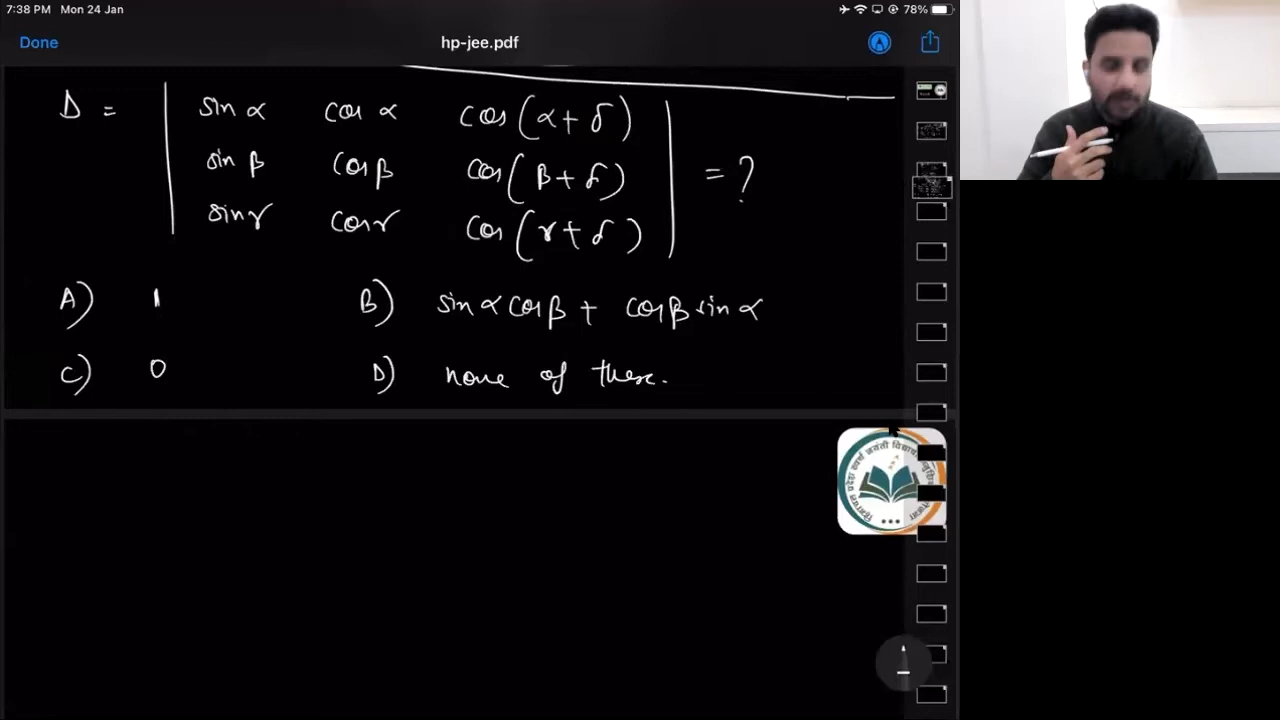 7:38 PM Mon 24 Jan 78%
Done hp-jee.pdf
Δ = | sin α cos α cos(α + δ) |
| sin β cos β cos(β + δ) | = ?
| sin γ cos γ cos(γ + δ) |
A) 1 B) sin α cos β + cos β sin α
C) 0 D) none of these.